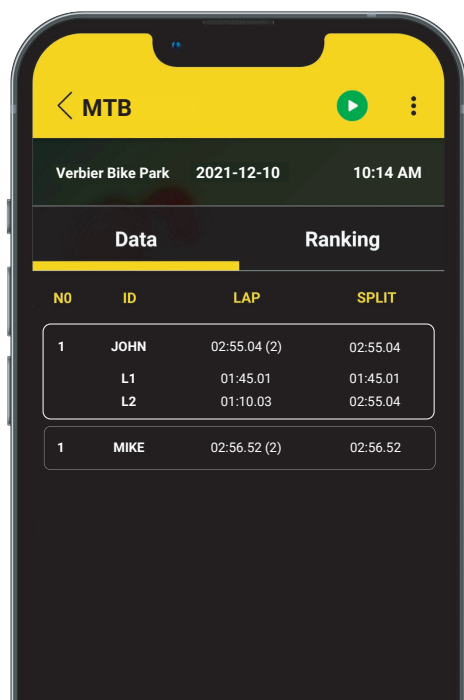 MTB
Verbier Bike Park 2021-12-10 10:14 AM
Data Ranking
N0 ID LAP SPLIT
1 JOHN 02:55.04 (2) 02:55.04
L1 01:45.01 01:45.01
L2 01:10.03 02:55.04
1 MIKE 02:56.52 (2) 02:56.52